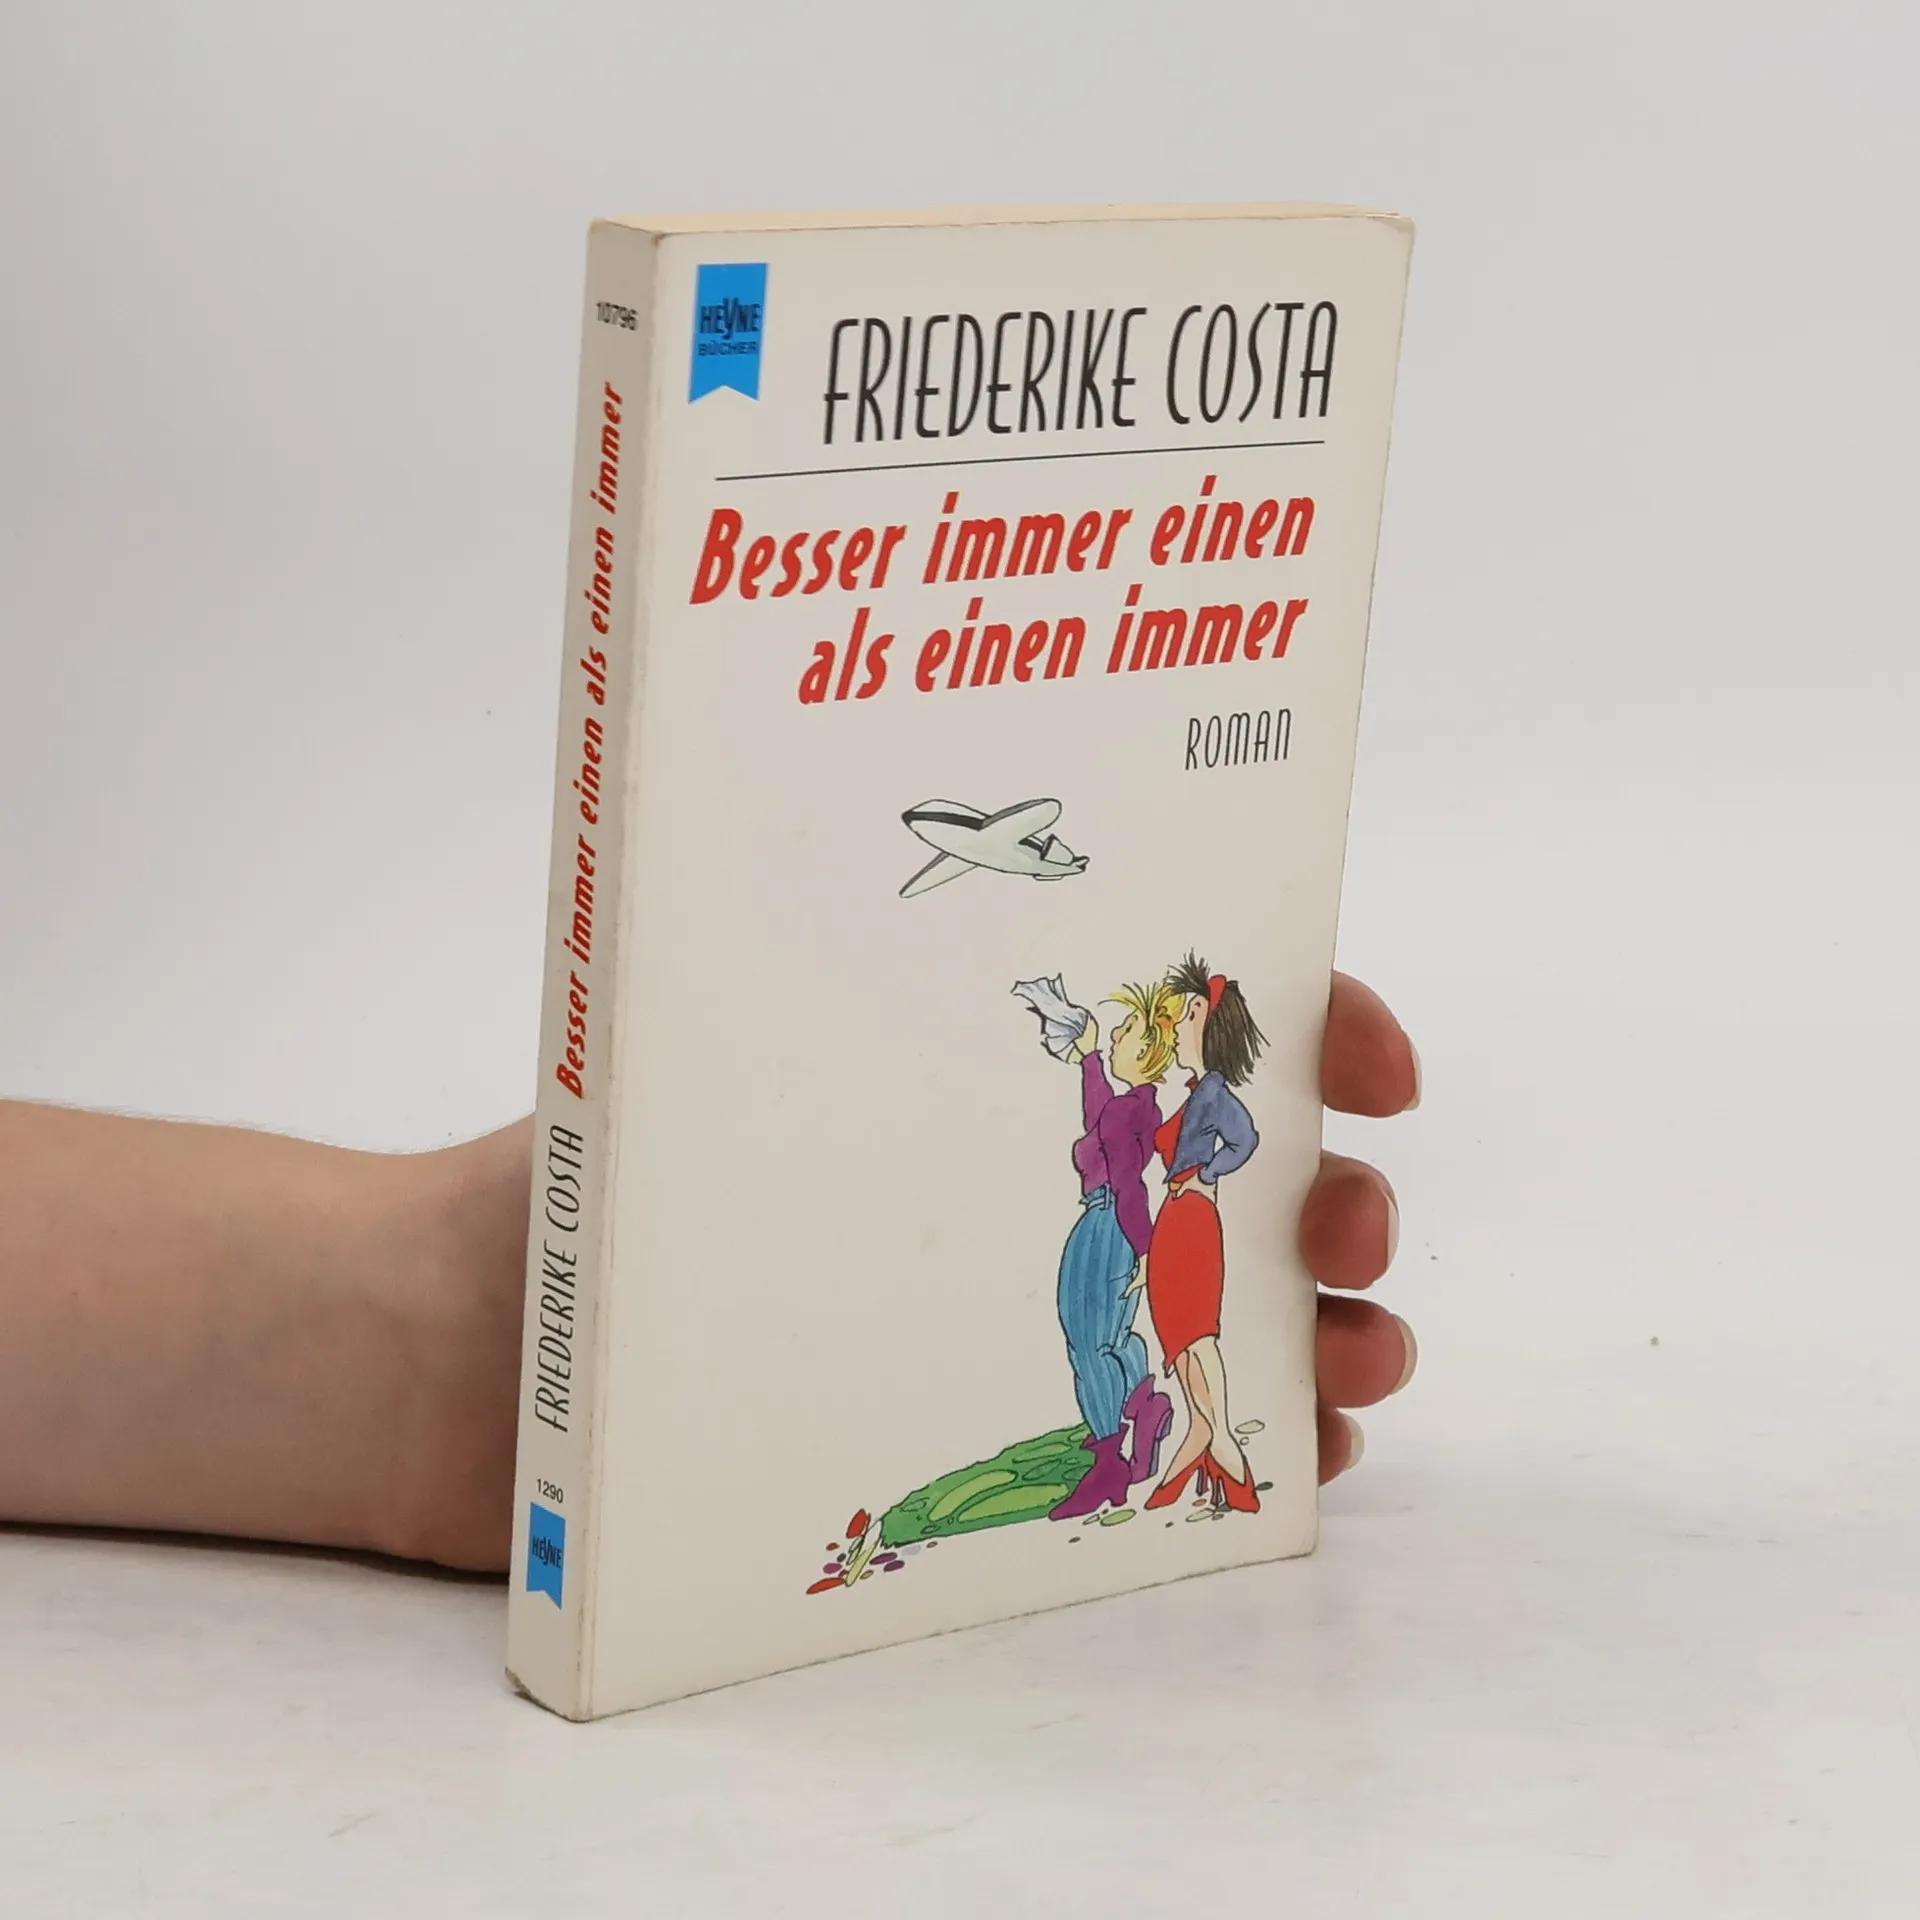 HEYNE
BÜCHER
FRIEDERIKE COSTA
Besser immer einen
als einen immer
ROMAN
10796
Besser immer einen als einen immer
FRIEDERIKE COSTA
1290
HEYNE